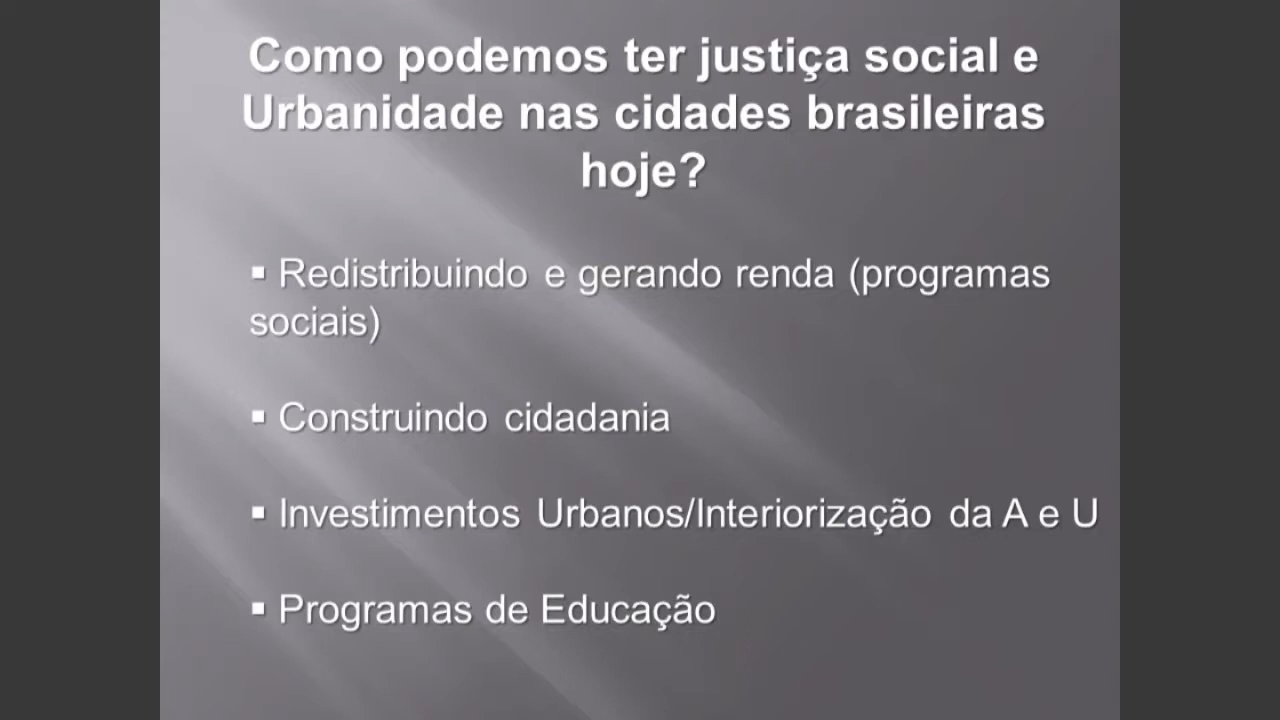 Como podemos ter justiça social e
Urbanidade nas cidades brasileiras
hoje?
▪ Redistribuindo e gerando renda (programas
sociais)
▪ Construindo cidadania
▪ Investimentos Urbanos/Interiorização da A e U
▪ Programas de Educação